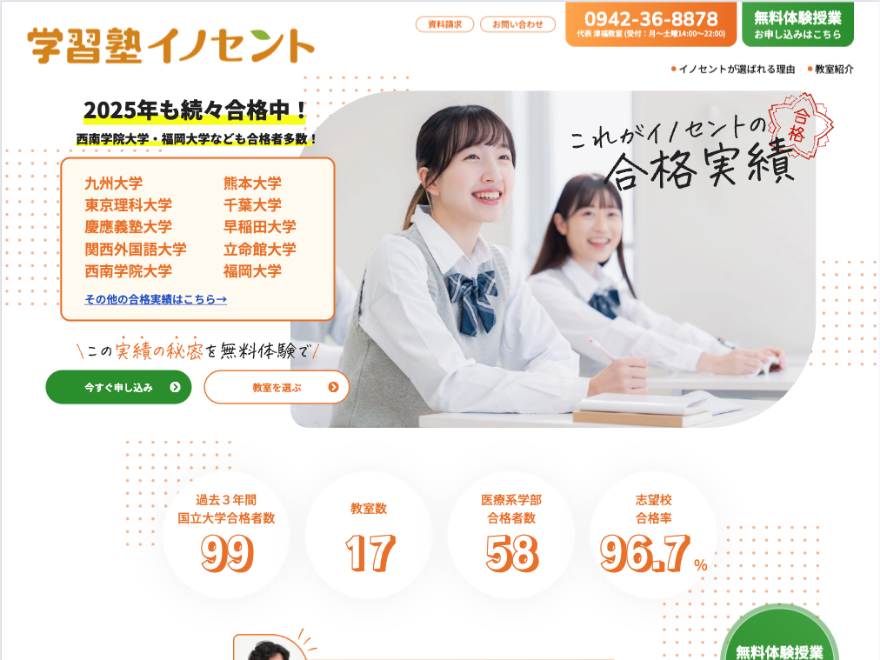 学習塾イノセント
資料請求
お問い合わせ
0942-36-8878
代表 津福教室 (受付：月〜土曜14:00〜22:00)
無料体験授業
お申し込みはこちら
イノセントが選ばれる理由
教室紹介
2025年も続々合格中！
西南学院大学・福岡大学なども合格者多数！
九州大学
熊本大学
東京理科大学
千葉大学
慶應義塾大学
早稲田大学
関西外国語大学
立命館大学
西南学院大学
福岡大学
その他の合格実績はこちら→
これがイノセントの
合格実績
合格
\この実績の秘密を無料体験で/
今すぐ申し込み
教室を選ぶ
過去３年間
国立大学合格者数
99
教室数
17
医療系学部
合格者数
58
志望校
合格率
96.7%
無料体験授業